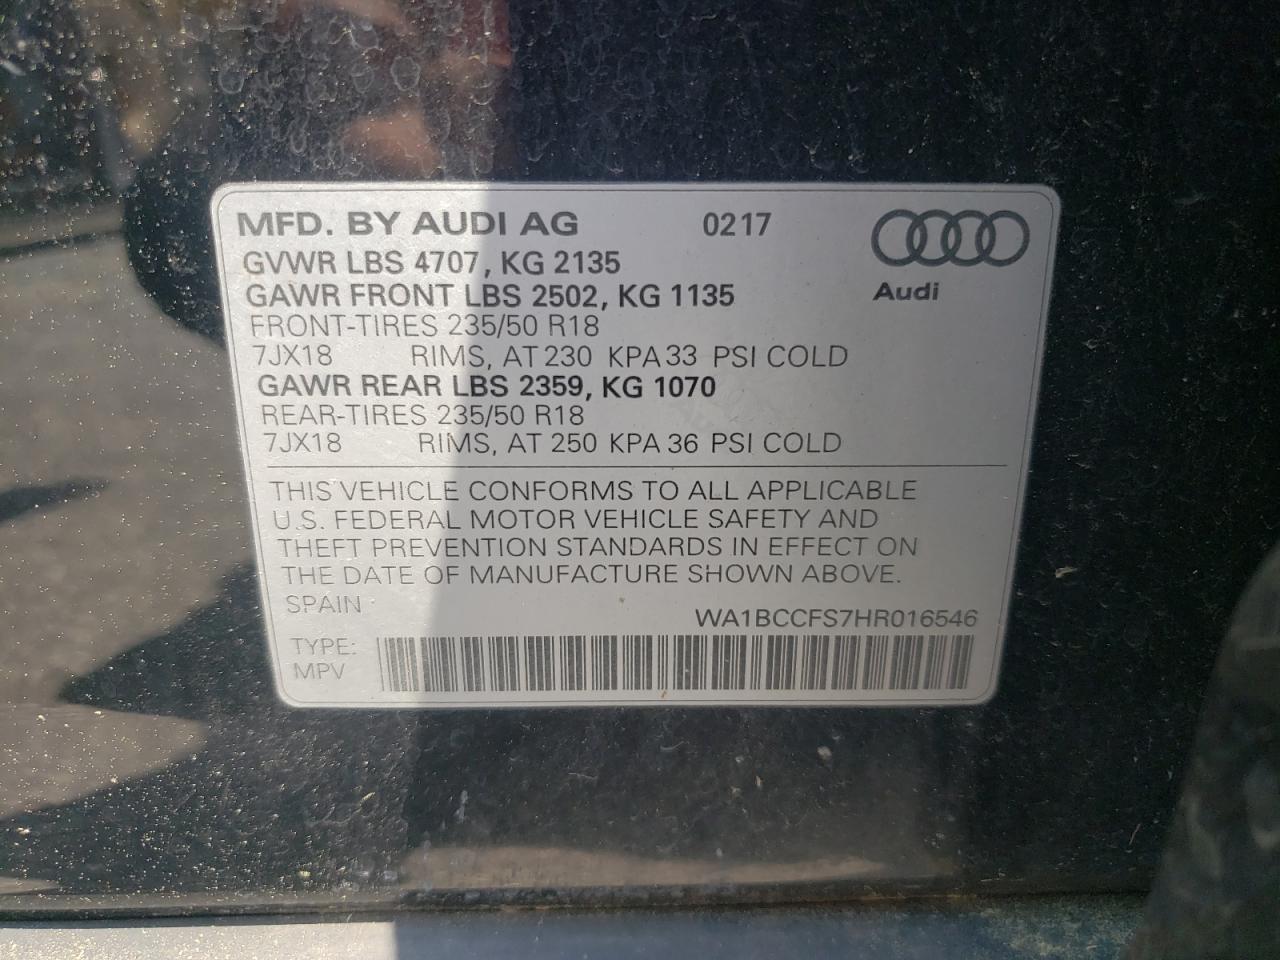 MFD. BY AUDI AG 0217
GVWR LBS 4707, KG 2135
GAWR FRONT LBS 2502, KG 1135
Audi
FRONT-TIRES 235/50 R18
7JX18 RIMS, AT 230 KPA 33 PSI COLD
GAWR REAR LBS 2359, KG 1070
REAR-TIRES 235/50 R18
7JX18 RIMS, AT 250 KPA 36 PSI COLD
THIS VEHICLE CONFORMS TO ALL APPLICABLE
U.S. FEDERAL MOTOR VEHICLE SAFETY AND
THEFT PREVENTION STANDARDS IN EFFECT ON
THE DATE OF MANUFACTURE SHOWN ABOVE.
SPAIN
WA1BCCFS7HR016546
TYPE:
MPV